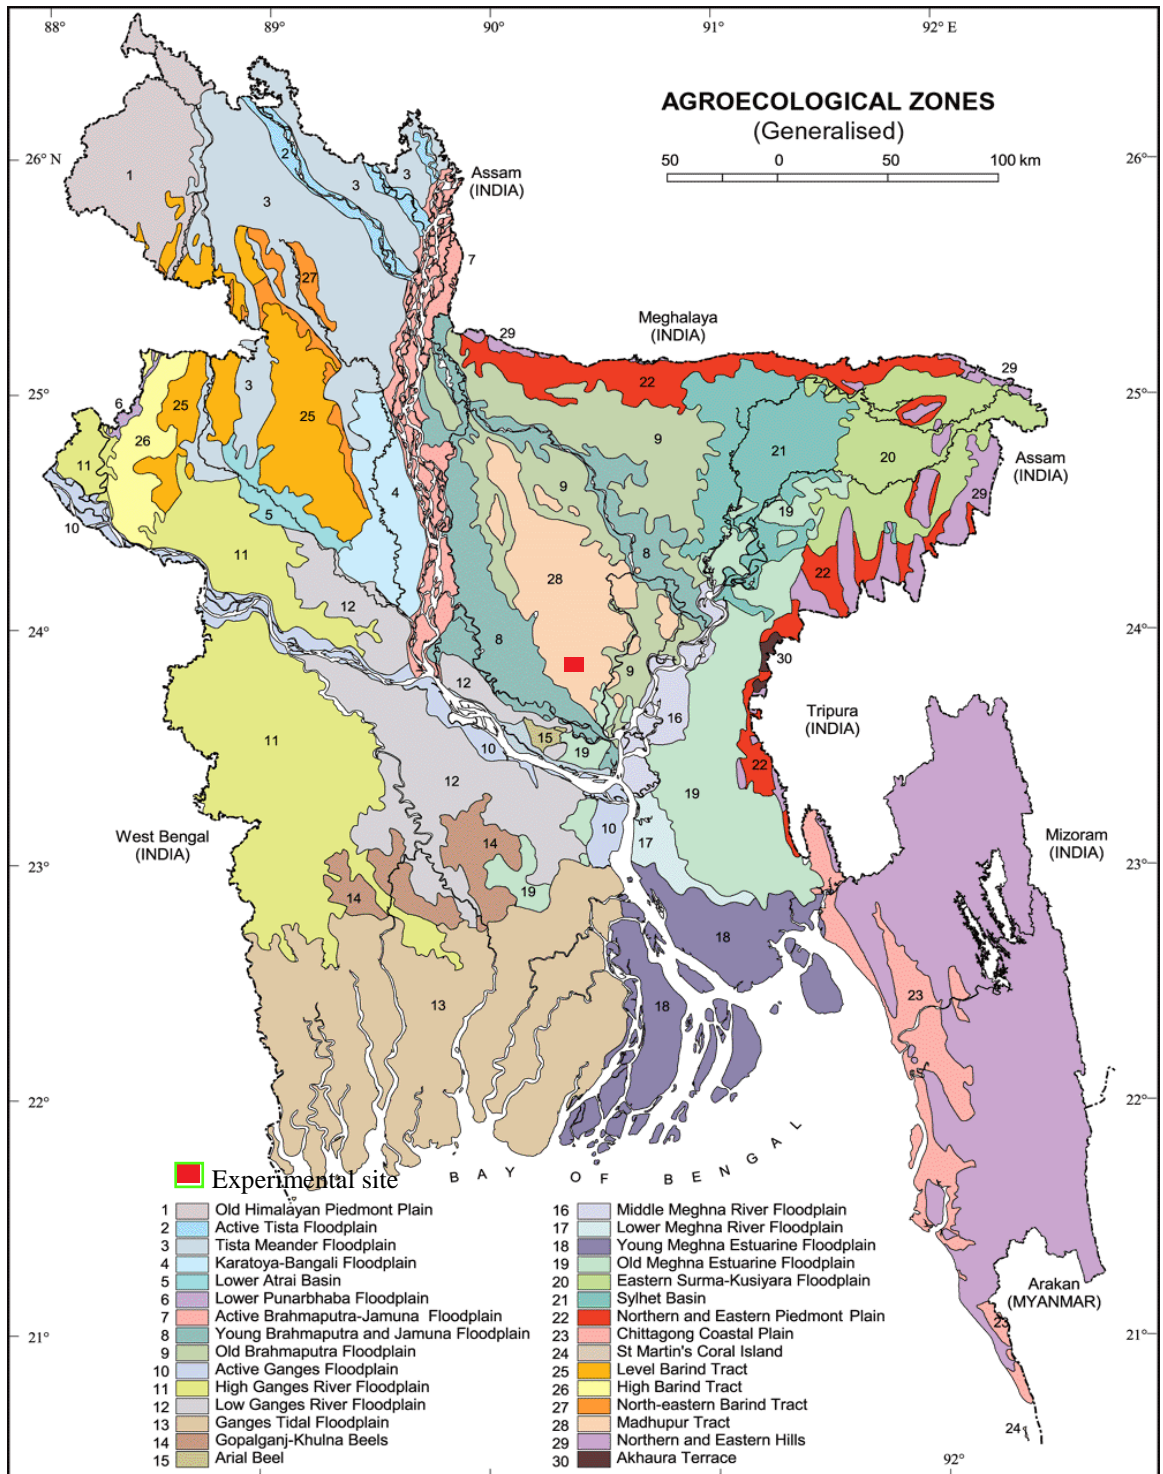 88°
89°
90°
91°
92° E
AGROECOLOGICAL ZONES
(Generalised)
50 0 50 100 km
26° N
26°
Assam
(INDIA)
1
2
3
3
3
7
27
Meghalaya
(INDIA)
29
29
25°
25°
22
6
3
25
25
26
9
21
20
Assam
(INDIA)
11
4
9
29
10
5
19
11
8
28
22
12
24°
24°
8
30
12
9
16
Tripura
(INDIA)
15
10
19
11
22
12
19
West Bengal
(INDIA)
10
17
14
Mizoram
(INDIA)
23°
23°
14
19
18
13
18
23
22°
22°
BAY OF BENGAL
Experimental site
1 Old Himalayan Piedmont Plain
2 Active Tista Floodplain
3 Tista Meander Floodplain
4 Karatoya-Bangali Floodplain
5 Lower Atrai Basin
6 Lower Punarbhaba Floodplain
7 Active Brahmaputra-Jamuna Floodplain
8 Young Brahmaputra and Jamuna Floodplain
9 Old Brahmaputra Floodplain
10 Active Ganges Floodplain
11 High Ganges River Floodplain
12 Low Ganges River Floodplain
13 Ganges Tidal Floodplain
14 Gopalganj-Khulna Beels
15 Arial Beel
16 Middle Meghna River Floodplain
17 Lower Meghna River Floodplain
18 Young Meghna Estuarine Floodplain
19 Old Meghna Estuarine Floodplain
20 Eastern Surma-Kusiyara Floodplain
21 Sylhet Basin
22 Northern and Eastern Piedmont Plain
23 Chittagong Coastal Plain
24 St Martin's Coral Island
25 Level Barind Tract
26 High Barind Tract
27 North-eastern Barind Tract
28 Madhupur Tract
29 Northern and Eastern Hills
30 Akhaura Terrace
Arakan
(MYANMAR)
21°
21°
23
24
92°